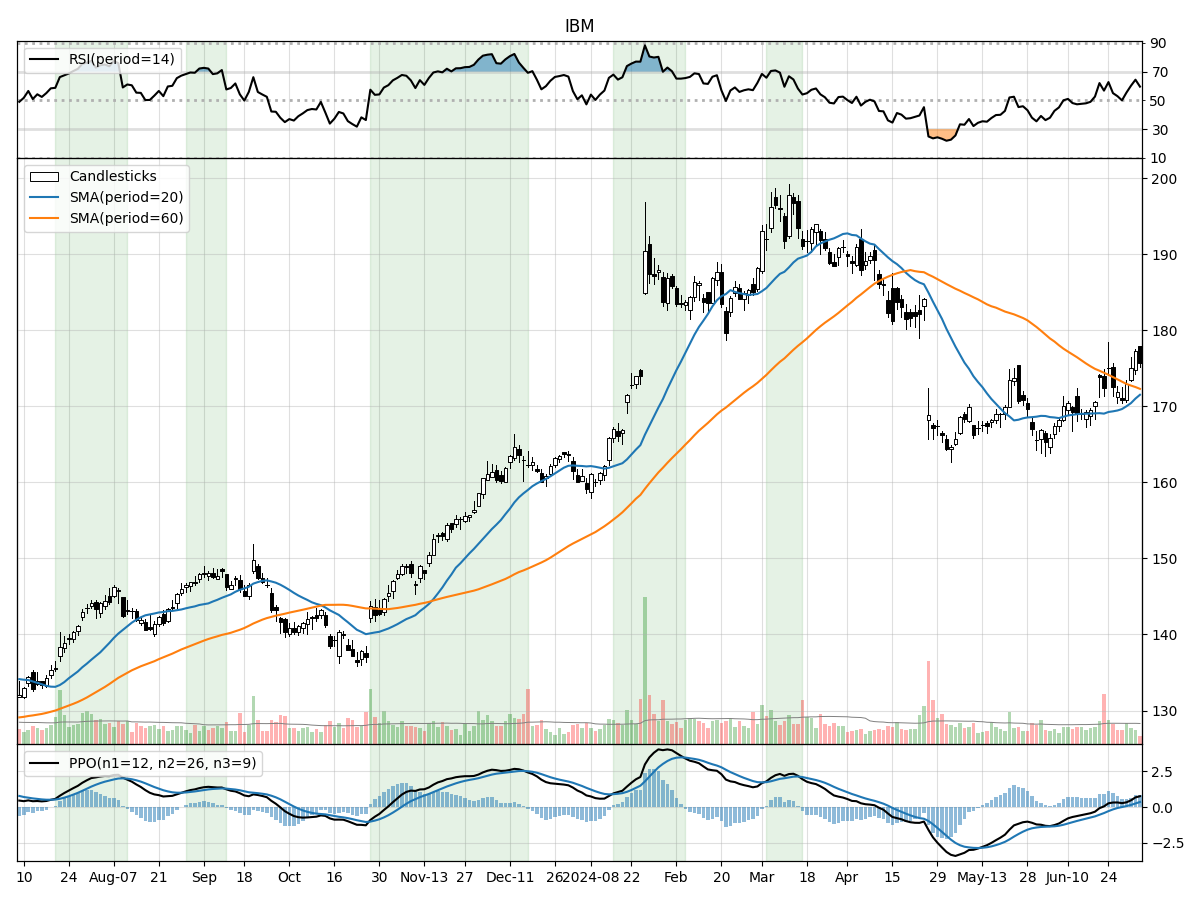 IBM
RSI(period=14)
90
70
50
30
10
Candlesticks
SMA(period=20)
SMA(period=60)
200
190
180
170
160
150
140
130
PPO(n1=12, n2=26, n3=9)
2.5
0.0
−2.5
10 24 Aug-07 21 Sep 18 Oct 16 30 Nov-13 27 Dec-11 26 2024-08 22 Feb 20 Mar 18 Apr 15 29 May-13 28 Jun-10 24